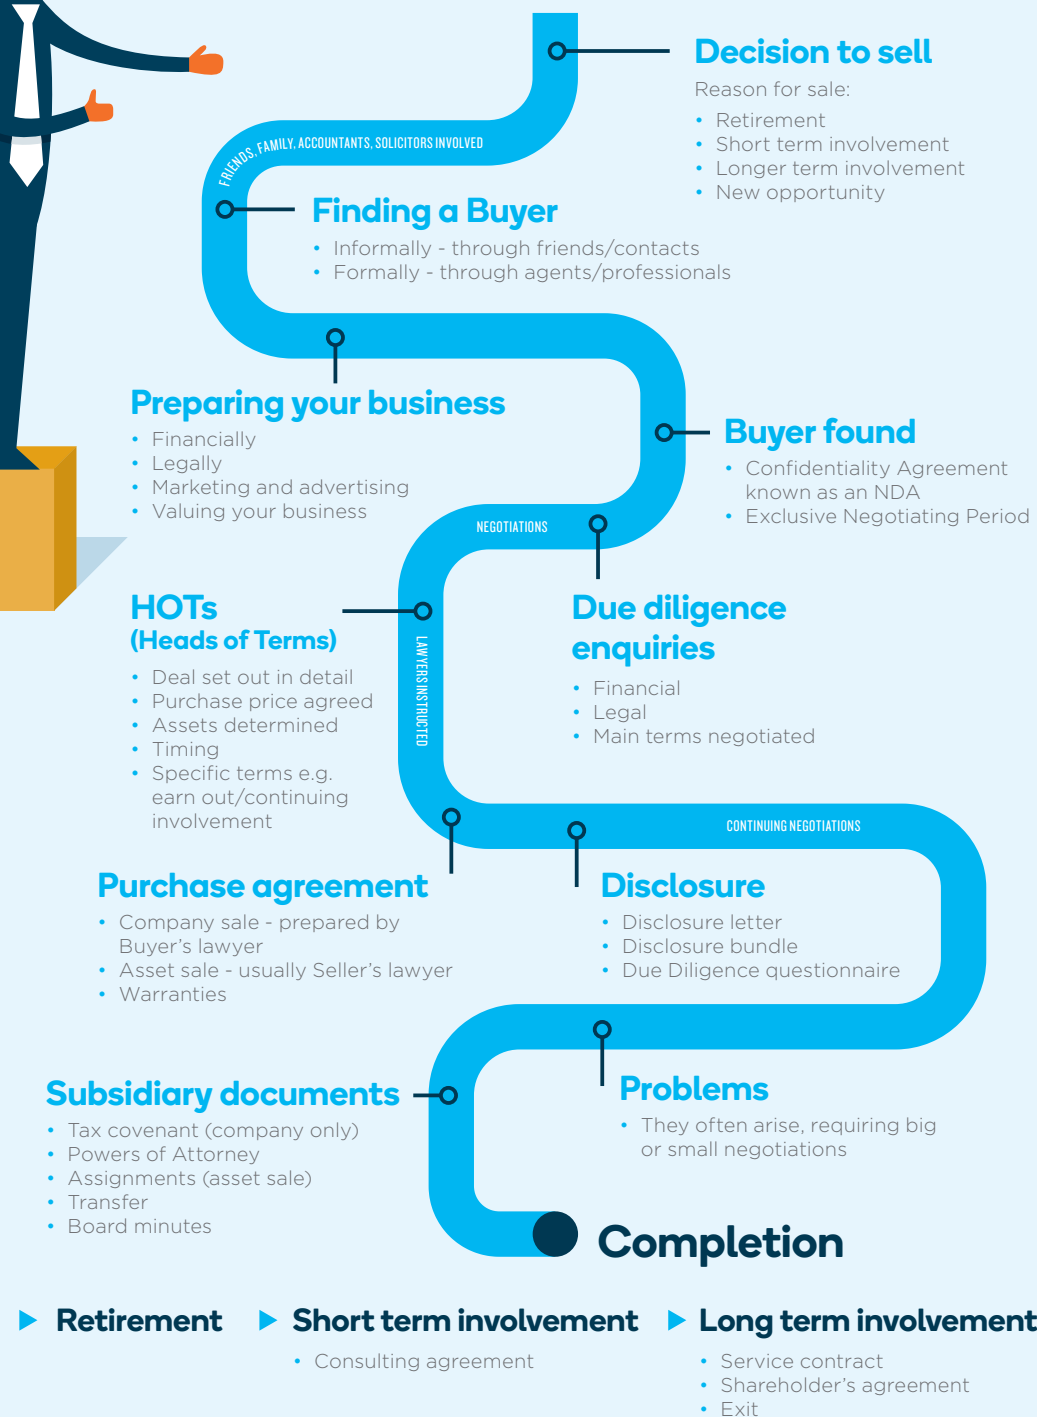 Decision to sell
Reason for sale:
• Retirement
• Short term involvement
• Longer term involvement
• New opportunity
FRIENDS, FAMILY, ACCOUNTANTS, SOLICITORS INVOLVED
Finding a Buyer
• Informally - through friends/contacts
• Formally - through agents/professionals
Preparing your business
• Financially
• Legally
• Marketing and advertising
• Valuing your business
Buyer found
• Confidentiality Agreement
known as an NDA
• Exclusive Negotiating Period
NEGOTIATIONS
Due diligence
enquiries
• Financial
• Legal
• Main terms negotiated
HOTs
(Heads of Terms)
• Deal set out in detail
• Purchase price agreed
• Assets determined
• Timing
• Specific terms e.g.
earn out/continuing
involvement
LAWYERS INSTRUCTED
Purchase agreement
• Company sale - prepared by
Buyer’s lawyer
• Asset sale - usually Seller’s lawyer
• Warranties
CONTINUING NEGOTIATIONS
Disclosure
• Disclosure letter
• Disclosure bundle
• Due Diligence questionnaire
Problems
• They often arise, requiring big
or small negotiations
Subsidiary documents
• Tax covenant (company only)
• Powers of Attorney
• Assignments (asset sale)
• Transfer
• Board minutes
Completion
Retirement
Short term involvement
• Consulting agreement
Long term involvement
• Service contract
• Shareholder’s agreement
• Exit